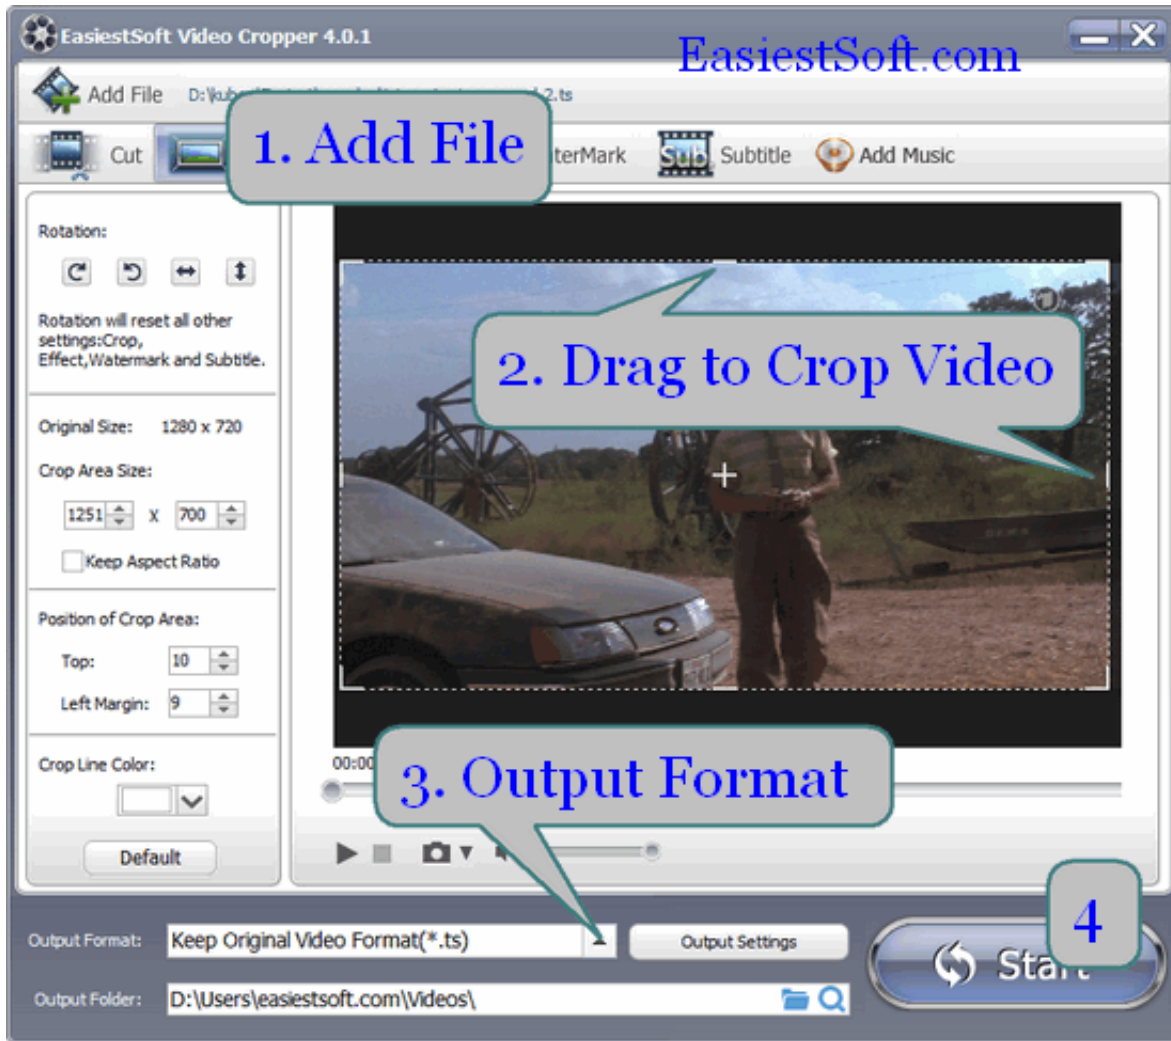 EasiestSoft Video Cropper 4.0.1
EasiestSoft.com
Add File
2.ts
1. Add File
Cut
Subtitle
Add Music
Rotation:
Rotation will reset all other
settings:Crop,
Effect,Watermark and Subtitle.
Original Size: 1280 x 720
Crop Area Size:
1251 x 700
Keep Aspect Ratio
Position of Crop Area:
Top: 10
Left Margin: 9
Crop Line Color:
Default
2. Drag to Crop Video
3. Output Format
4
Output Format: Keep Original Video Format(*.ts)
Output Settings
Start
Output Folder: D:\Users\easiestsoft.com\Videos\